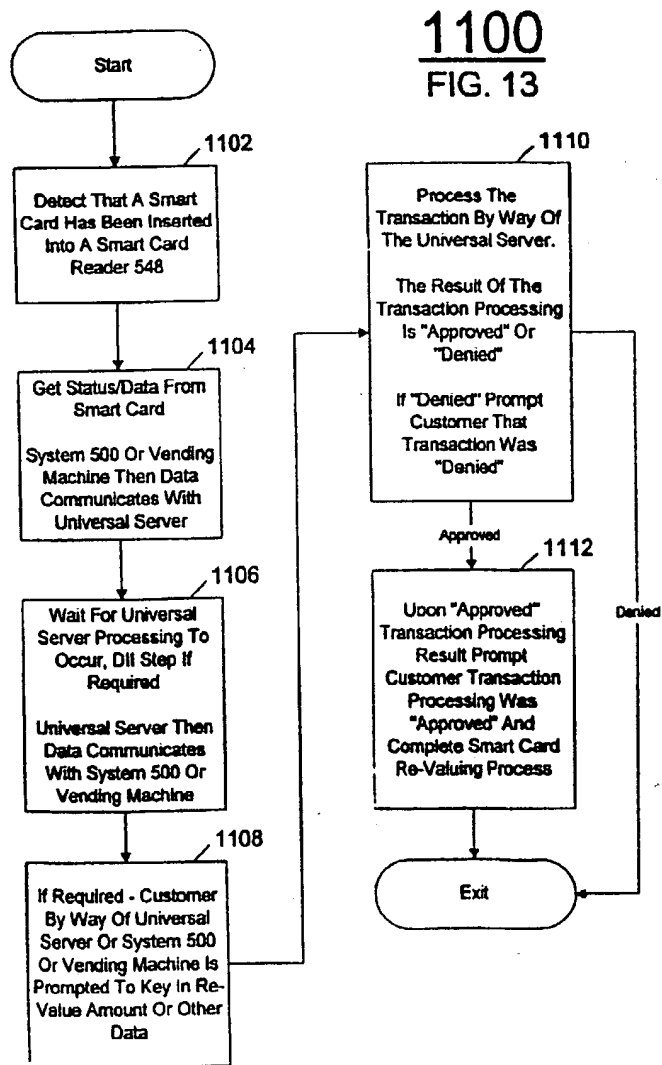 1100
FIG. 13
Start
1102
Detect That A Smart
Card Has Been Inserted
Into A Smart Card
Reader 548
1104
Get Status/Data From
Smart Card
System 500 Or Vending
Machine Then Data
Communicates With
Universal Server
1106
Wait For Universal
Server Processing To
Occur, DII Step If
Required
Universal Server Then
Data Communicates
With System 500 Or
Vending Machine
1108
If Required - Customer
By Way Of Universal
Server Or System 500
Or Vending Machine Is
Prompted To Key In Re-
Value Amount Or Other
Data
1110
Process The
Transaction By Way Of
The Universal Server.
The Result Of The
Transaction Processing
Is "Approved" Or
"Denied"
If "Denied" Prompt
Customer That
Transaction Was
"Denied"
Approved
Denied
1112
Upon "Approved"
Transaction Processing
Result Prompt
Customer Transaction
Processing Was
"Approved" And
Complete Smart Card
Re-Valuing Process
Exit